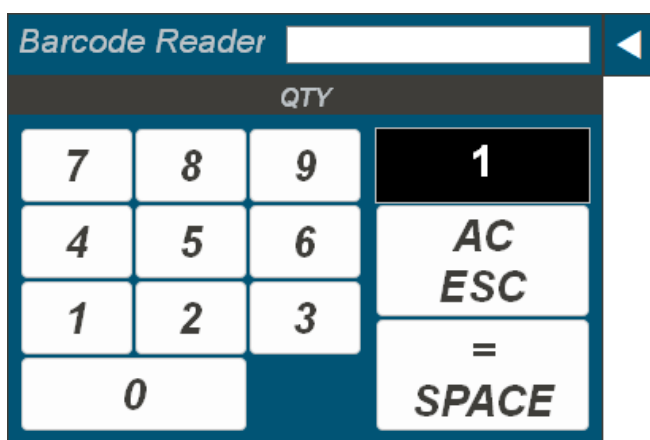 Barcode Reader
QTY
7 8 9 1
4 5 6 AC
ESC
1 2 3 =
SPACE
0